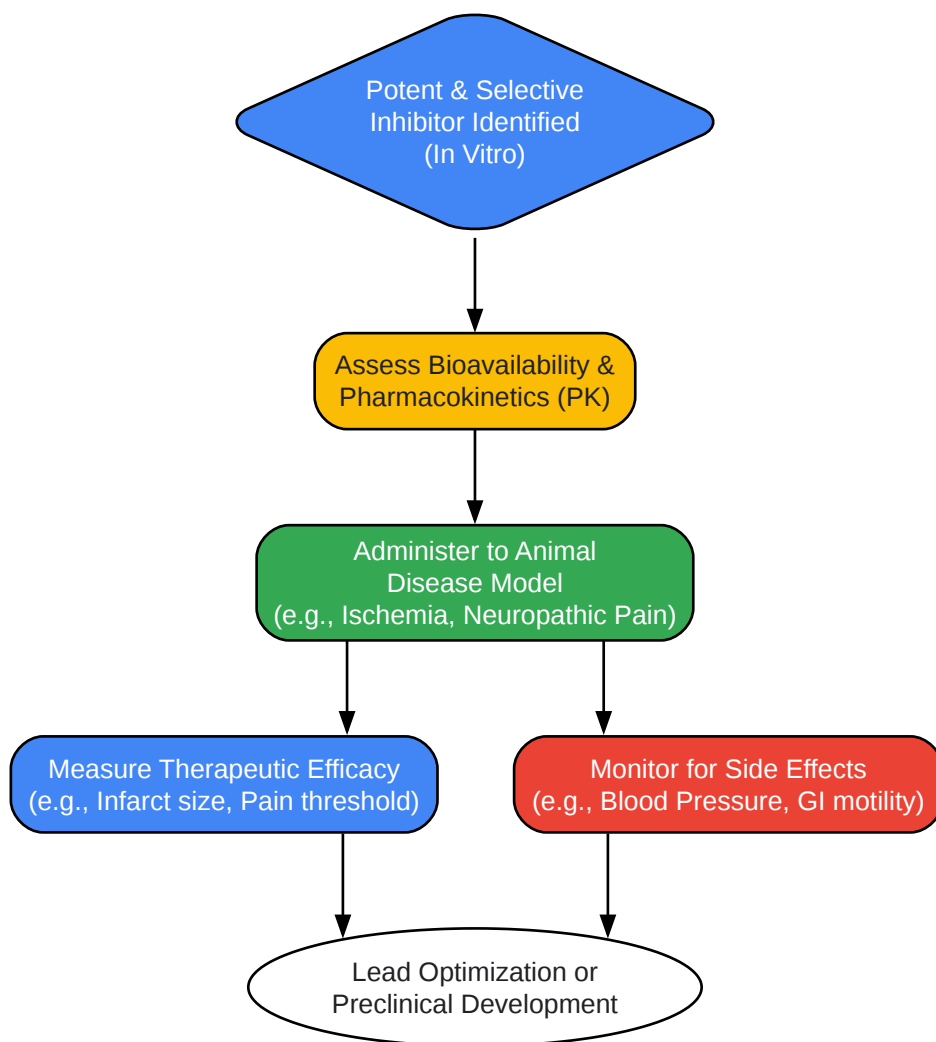 Potent & Selective
Inhibitor Identified
(In Vitro)
Assess Bioavailability &
Pharmacokinetics (PK)
Administer to Animal
Disease Model
(e.g., Ischemia, Neuropathic Pain)
Measure Therapeutic Efficacy
(e.g., Infarct size, Pain threshold)
Monitor for Side Effects
(e.g., Blood Pressure, GI motility)
Lead Optimization or
Preclinical Development